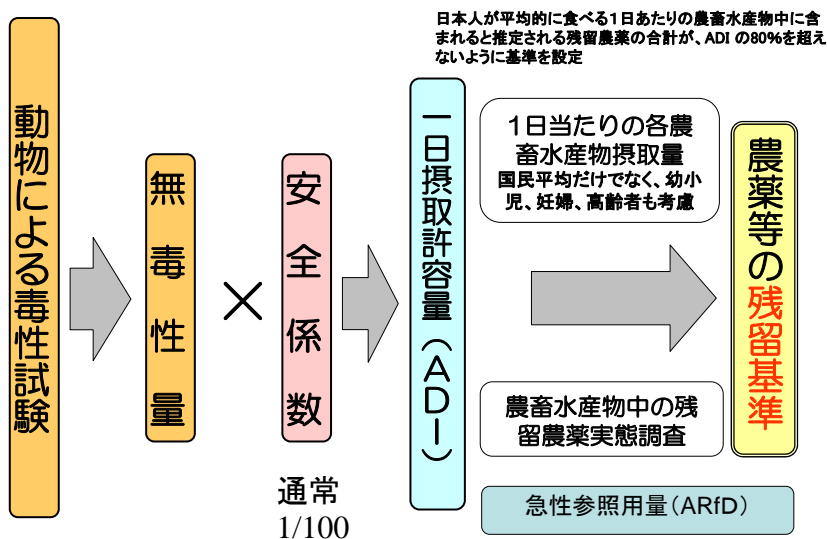 日本人が平均的に食べる1日あたりの農畜水産物中に含
まれると推定される残留農薬の合計が、ADI の80%を超え
ないように基準を設定
動物による毒性試験
無毒性量
×
安全係数
通常
1/100
一日摂取許容量(ADI)
1日当たりの各農
畜水産物摂取量
国民平均だけでなく、幼小
児、妊婦、高齢者も考慮
農畜水産物中の残
留農薬実態調査
急性参照用量(ARfD)
農薬等の残留基準